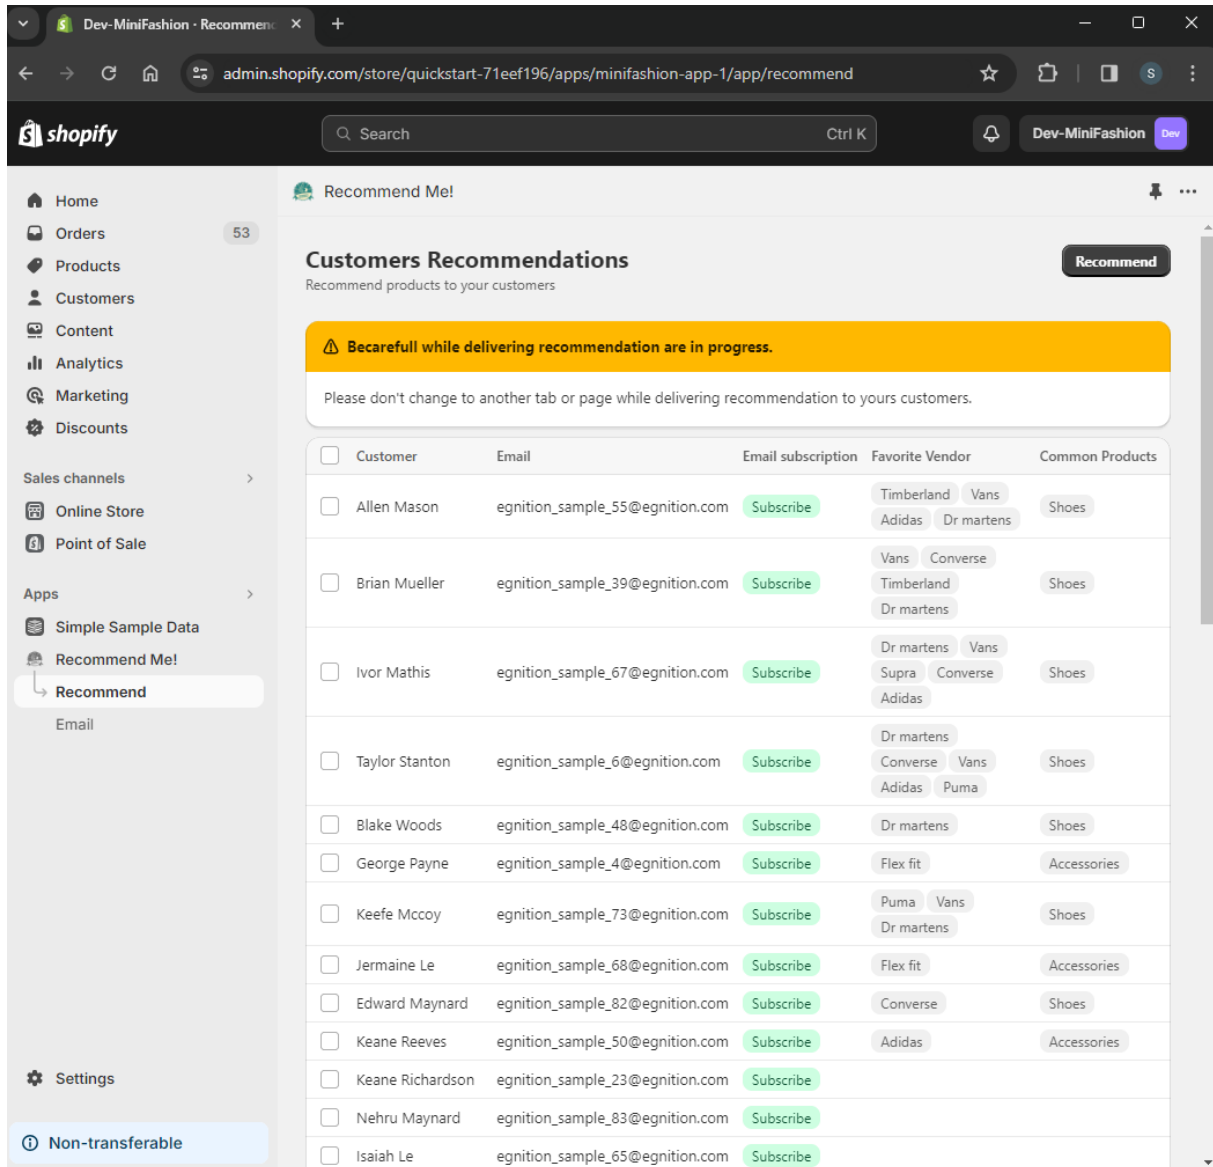 Dev-MiniFashion · Recommenc
admin.shopify.com/store/quickstart-71eef196/apps/minifashion-app-1/app/recommend
S
shopify
Search
Ctrl K
Dev-MiniFashion
Dev
Home
Orders
53
Products
Customers
Content
Analytics
Marketing
Discounts
Sales channels
Online Store
Point of Sale
Apps
Simple Sample Data
Recommend Me!
Recommend
Email
Settings
Non-transferable
Recommend Me!
Customers Recommendations
Recommend products to your customers
Recommend
Becarefull while delivering recommendation are in progress.
Please don't change to another tab or page while delivering recommendation to yours customers.
Customer Email Email subscription Favorite Vendor Common Products
Allen Mason egnition_sample_55@egnition.com Subscribe Timberland Vans Shoes
Adidas Dr martens
Brian Mueller egnition_sample_39@egnition.com Subscribe Vans Converse Shoes
Timberland
Dr martens
Ivor Mathis egnition_sample_67@egnition.com Subscribe Dr martens Vans Shoes
Supra Converse
Adidas
Taylor Stanton egnition_sample_6@egnition.com Subscribe Dr martens Shoes
Converse Vans
Adidas Puma
Blake Woods egnition_sample_48@egnition.com Subscribe Dr martens Shoes
George Payne egnition_sample_4@egnition.com Subscribe Flex fit Accessories
Keefe Mccoy egnition_sample_73@egnition.com Subscribe Puma Vans Shoes
Dr martens
Jermaine Le egnition_sample_68@egnition.com Subscribe Flex fit Accessories
Edward Maynard egnition_sample_82@egnition.com Subscribe Converse Shoes
Keane Reeves egnition_sample_50@egnition.com Subscribe Adidas Accessories
Keane Richardson egnition_sample_23@egnition.com Subscribe
Nehru Maynard egnition_sample_83@egnition.com Subscribe
Isaiah Le egnition_sample_65@egnition.com Subscribe